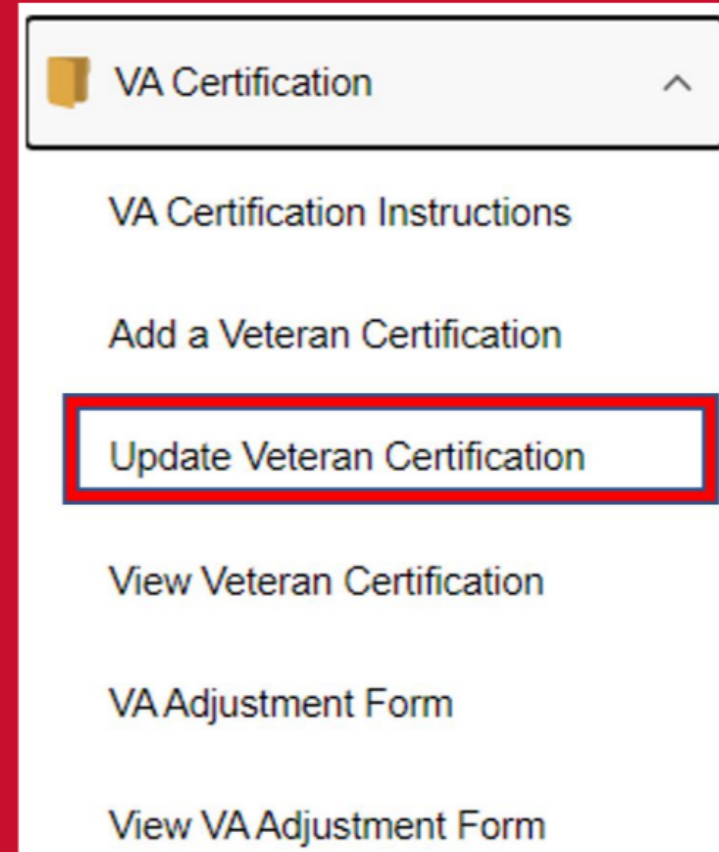 VA Certification
VA Certification Instructions
Add a Veteran Certification
Update Veteran Certification
View Veteran Certification
VA Adjustment Form
View VA Adjustment Form